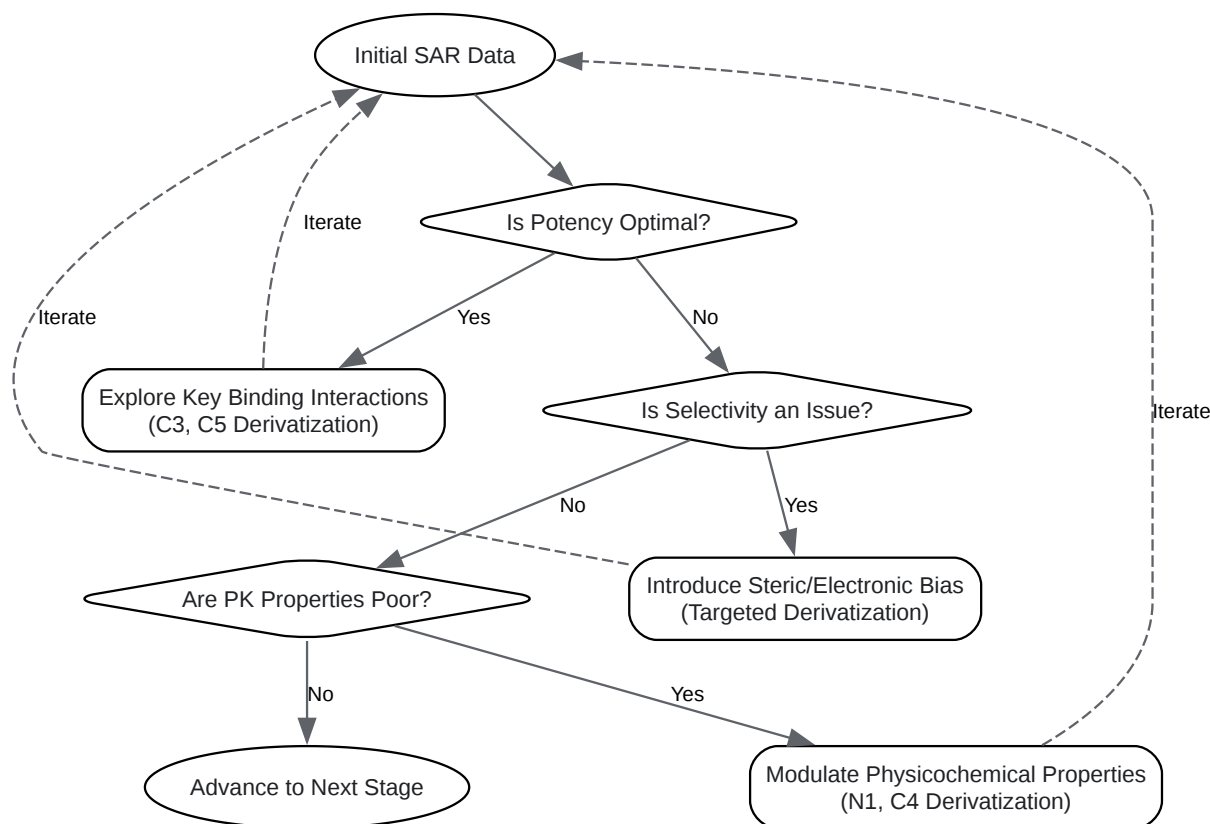 Initial SAR Data
Is Potency Optimal?
Iterate
Iterate
Yes
No
Explore Key Binding Interactions
(C3, C5 Derivatization)
Is Selectivity an Issue?
Iterate
No
Yes
Are PK Properties Poor?
Introduce Steric/Electronic Bias
(Targeted Derivatization)
No
Yes
Advance to Next Stage
Modulate Physicochemical Properties
(N1, C4 Derivatization)